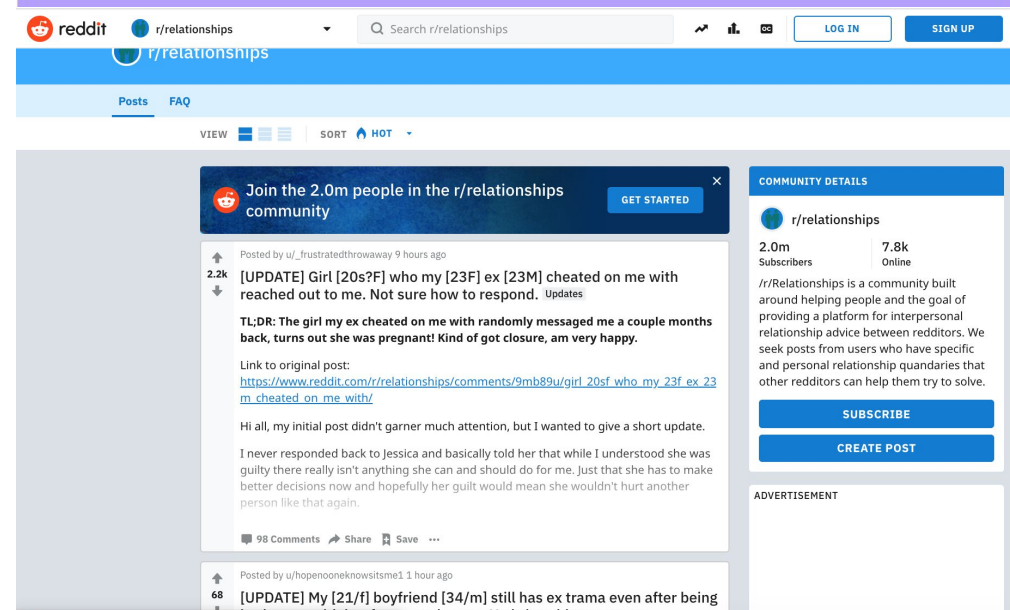 reddit
r/relationships
Search r/relationships
LOG IN
SIGN UP
r/relationships
Posts
FAQ
VIEW
SORT
HOT
Join the 2.0m people in the r/relationships
community
GET STARTED
Posted by u/_frustratedthrowaway 9 hours ago
2.2k
[UPDATE] Girl [20s?F] who my [23F] ex [23M] cheated on me with
reached out to me. Not sure how to respond. Updates
TL;DR: The girl my ex cheated on me with randomly messaged me a couple months
back, turns out she was pregnant! Kind of got closure, am very happy.
Link to original post:
https://www.reddit.com/r/relationships/comments/9mb89u/girl_20sf_who_my_23f_ex_23
m_cheated_on_me_with/
Hi all, my initial post didn't garner much attention, but I wanted to give a short update.
I never responded back to Jessica and basically told her that while I understood she was
guilty there really isn't anything she can and should do for me. Just that she has to make
better decisions now and hopefully her guilt would mean she wouldn't hurt another
person like that again.
98 Comments
Share
Save
Posted by u/hopenooneknowsitsme1 1 hour ago
68
[UPDATE] My [21/f] boyfriend [34/m] still has ex trama even after being
COMMUNITY DETAILS
r/relationships
2.0m
7.8k
Subscribers
Online
/r/Relationships is a community built
around helping people and the goal of
providing a platform for interpersonal
relationship advice between redditors. We
seek posts from users who have specific
and personal relationship quandaries that
other redditors can help them try to solve.
SUBSCRIBE
CREATE POST
ADVERTISEMENT